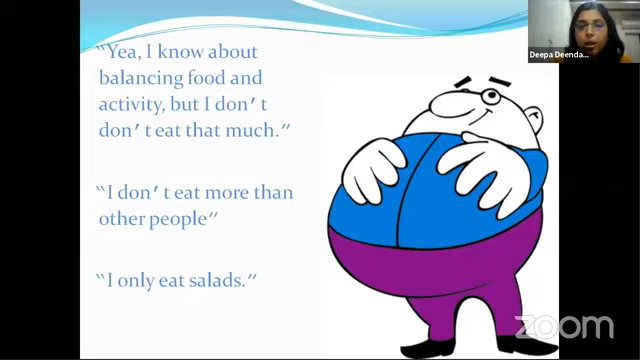 "Yea, I know about
balancing food and
activity, but I don't
don't eat that much."
"I don't eat more than
other people"
"I only eat salads."
Deepa Deenda...
zoom